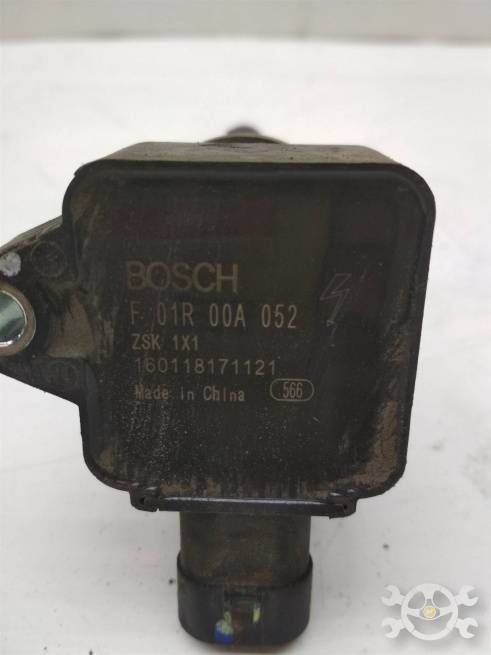 BOSCH
F 01R 00A 052
ZSK 1X1
160118171121
Made in China 566